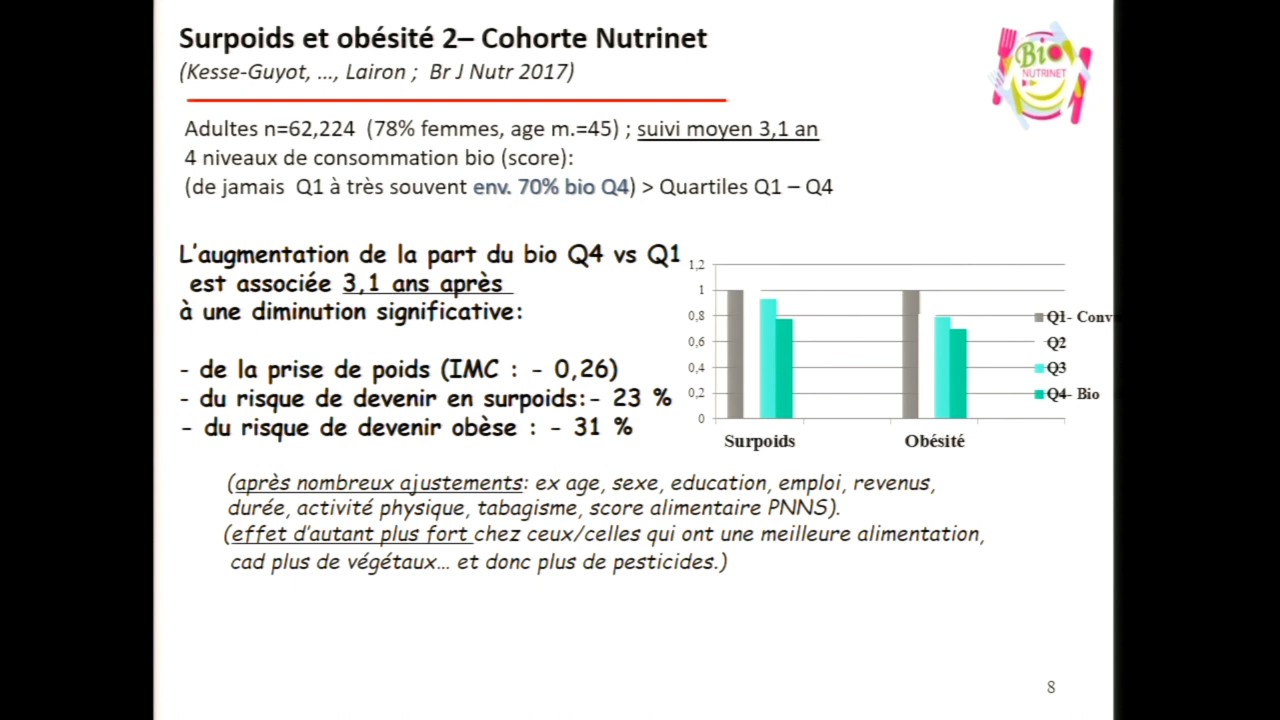 Surpoids et obésité 2– Cohorte Nutrinet
(Kesse-Guyot, ..., Lairon ; Br J Nutr 2017)
Bio
NUTRINET
Adultes n=62,224 (78% femmes, age m.=45) ; suivi moyen 3,1 an
4 niveaux de consommation bio (score):
(de jamais Q1 à très souvent env. 70% bio Q4) > Quartiles Q1 – Q4
L'augmentation de la part du bio Q4 vs Q1
est associée 3,1 ans après
à une diminution significative:
- de la prise de poids (IMC : - 0,26)
- du risque de devenir en surpoids:- 23 %
- du risque de devenir obèse : - 31 %
1,2
1
0,8
0,6
0,4
0,2
0
Surpoids
Obésité
Q1- Conv
Q2
Q3
Q4- Bio
(après nombreux ajustements: ex age, sexe, education, emploi, revenus,
durée, activité physique, tabagisme, score alimentaire PNNS).
(effet d'autant plus fort chez ceux/celles qui ont une meilleure alimentation,
cad plus de végétaux... et donc plus de pesticides.)
8